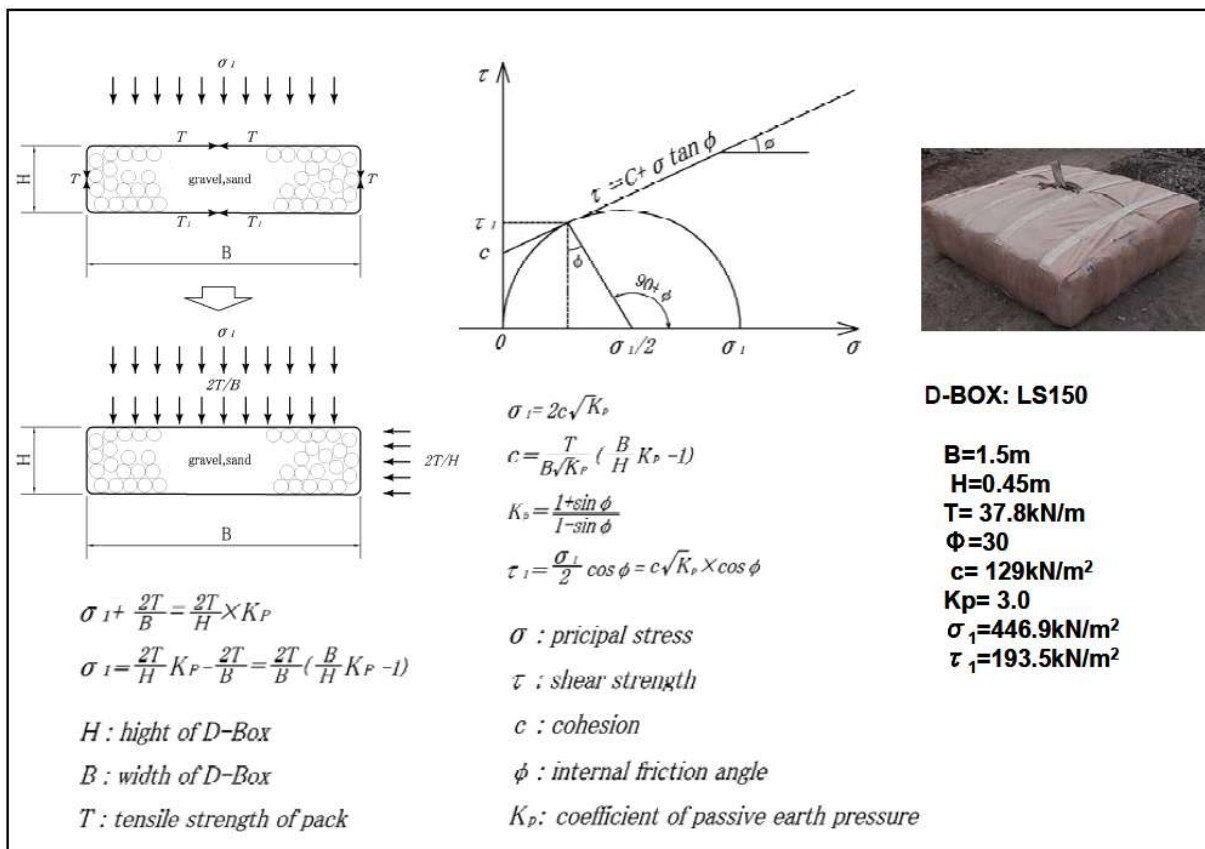 σ 1
T T
H
T
gravel,sand
T
T1 T1
B
σ 1
2T/B
H
gravel,sand
2T/H
B
σ 1+ 2T/B = 2T/H ×KP
σ 1= 2T/H KP- 2T/B = 2T/B ( B/H KP -1)
H : hight of D-Box
B : width of D-Box
T : tensile strength of pack
τ
τ =C+ σ tan φ
ø
τ 1
c
φ
90+ φ
0
σ 1/2
σ 1
σ
σ 1=2c√Kp
c= T/B√KP ( B/H Kp -1)
Kp= 1+sin φ/1-sin φ
τ 1= σ 1/2 cos φ= c√Kp ×cos φ
σ : pricipal stress
τ : shear strength
c : cohesion
φ : internal friction angle
Kp: coefficient of passive earth pressure
D-BOX: LS150
B=1.5m
H=0.45m
T= 37.8kN/m
Φ=30
c= 129kN/m²
Kp= 3.0
σ 1=446.9kN/m²
τ 1=193.5kN/m²